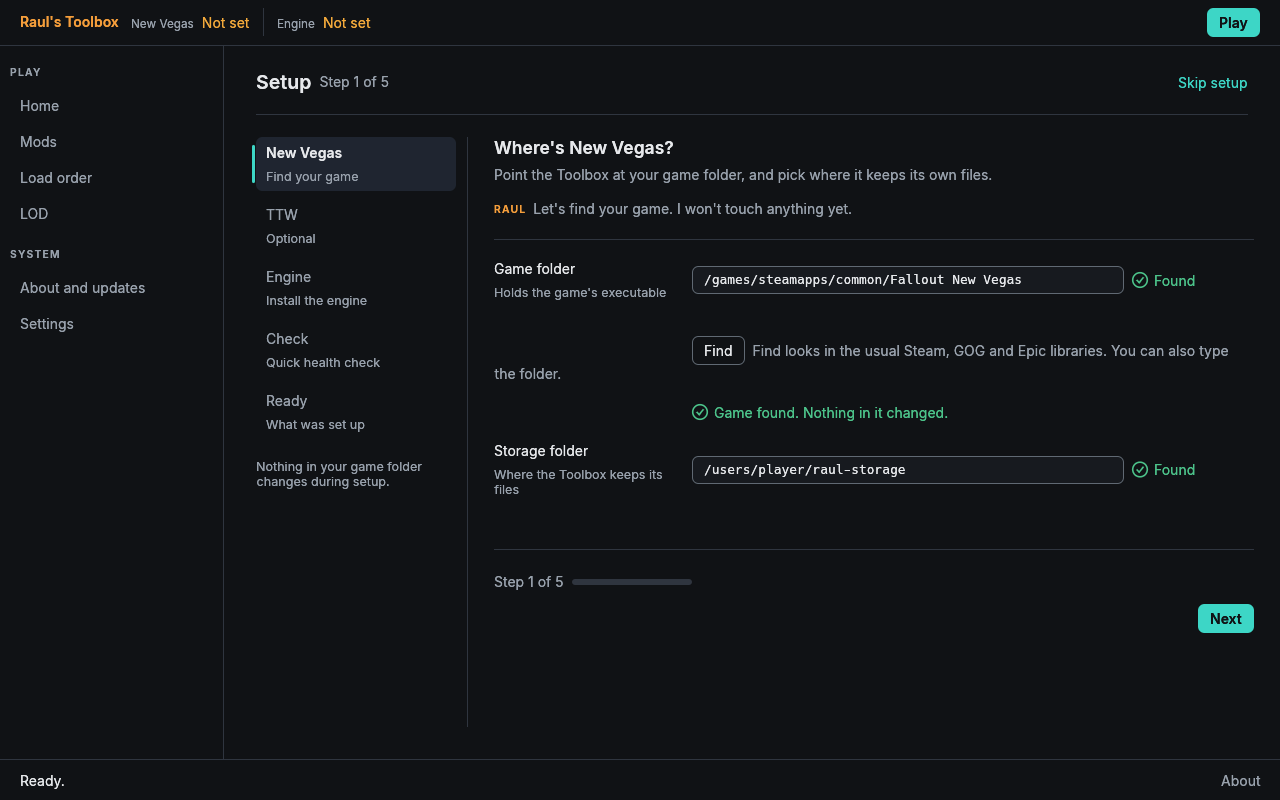 Raul's Toolbox New Vegas Not set Engine Not set Play
PLAY
Home
Mods
Load order
LOD
SYSTEM
About and updates
Settings
Setup Step 1 of 5 Skip setup
New Vegas
Find your game
TTW
Optional
Engine
Install the engine
Check
Quick health check
Ready
What was set up
Nothing in your game folder
changes during setup.
Where's New Vegas?
Point the Toolbox at your game folder, and pick where it keeps its own files.
RAUL Let's find your game. I won't touch anything yet.
Game folder
Holds the game's executable
/games/steamapps/common/Fallout New Vegas Found
Find Find looks in the usual Steam, GOG and Epic libraries. You can also type
the folder.
Game found. Nothing in it changed.
Storage folder
Where the Toolbox keeps its
files
/users/player/raul-storage Found
Step 1 of 5
Next
Ready. About